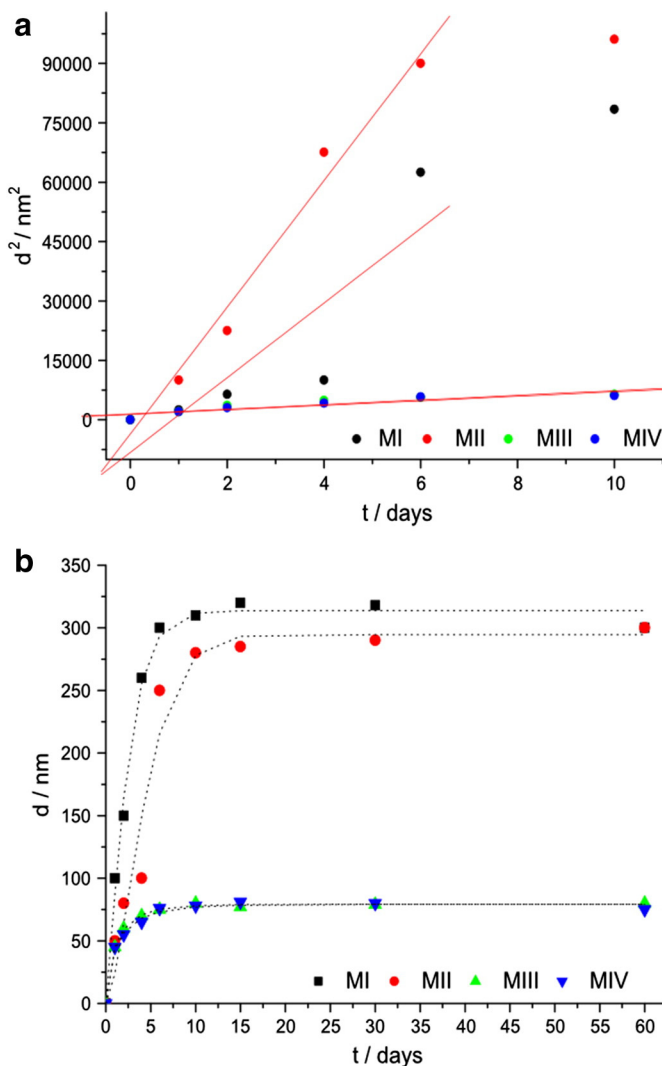 a
90000
75000
60000
45000
30000
15000
0
d² / nm²
MI MII MIII MIV
0 2 4 6 8 10
t / days
b
350
300
250
200
150
100
50
0
d / nm
MI MII MIII MIV
0 5 10 15 20 25 30 35 40 45 50 55 60
t / days